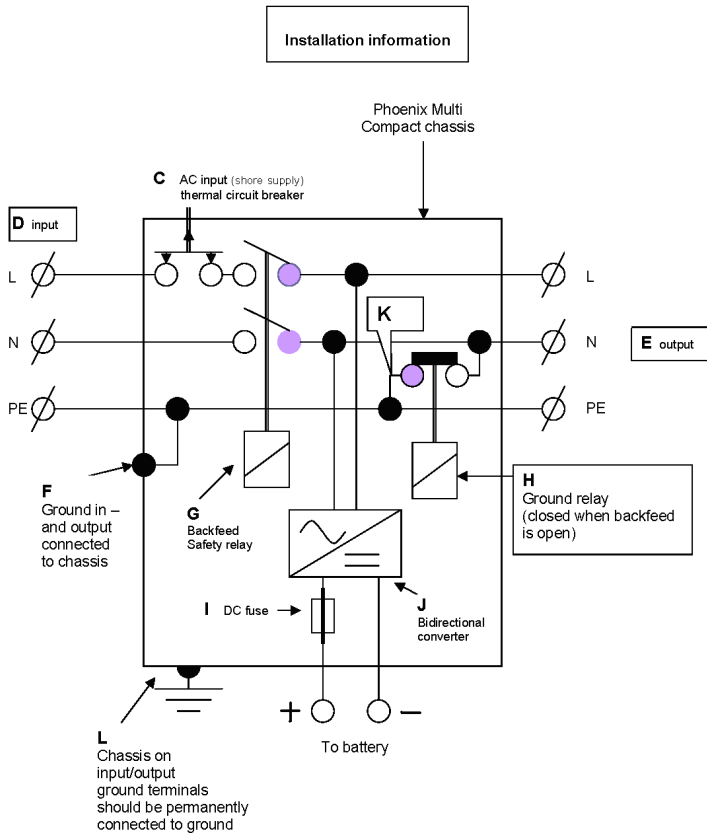 Installation information
Phoenix Multi
Compact chassis
C AC input (shore supply)
thermal circuit breaker
D input
L
L
N
K
N
E output
PE
PE
F
Ground in –
and output
connected
to chassis
G
Backfeed
Safety relay
H
Ground relay
(closed when backfeed
is open)
I DC fuse
J
Bidirectional
converter
+
–
To battery
L
Chassis on
input/output
ground terminals
should be permanently
connected to ground